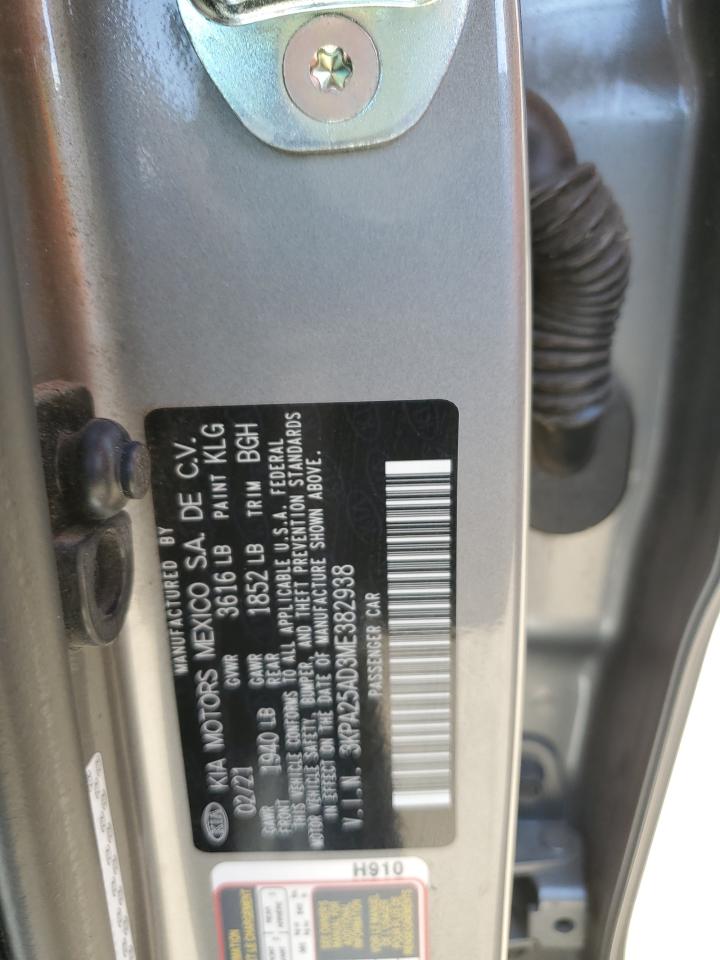 MANUFACTURED BY
KIA KIA MOTORS MEXICO S.A. DE C.V.
02/21 GVWR 3616 LB PAINT KLG
GAWR FRONT 1940 LB GAWR REAR 1852 LB TRIM BGH
THIS VEHICLE CONFORMS TO ALL APPLICABLE U.S.A. FEDERAL
MOTOR VEHICLE SAFETY, BUMPER, AND THEFT PREVENTION STANDARDS
IN EFFECT ON THE DATE OF MANUFACTURE SHOWN ABOVE.
V.I.N. 3KPA25AD3ME382938
PASSENGER CAR
H910